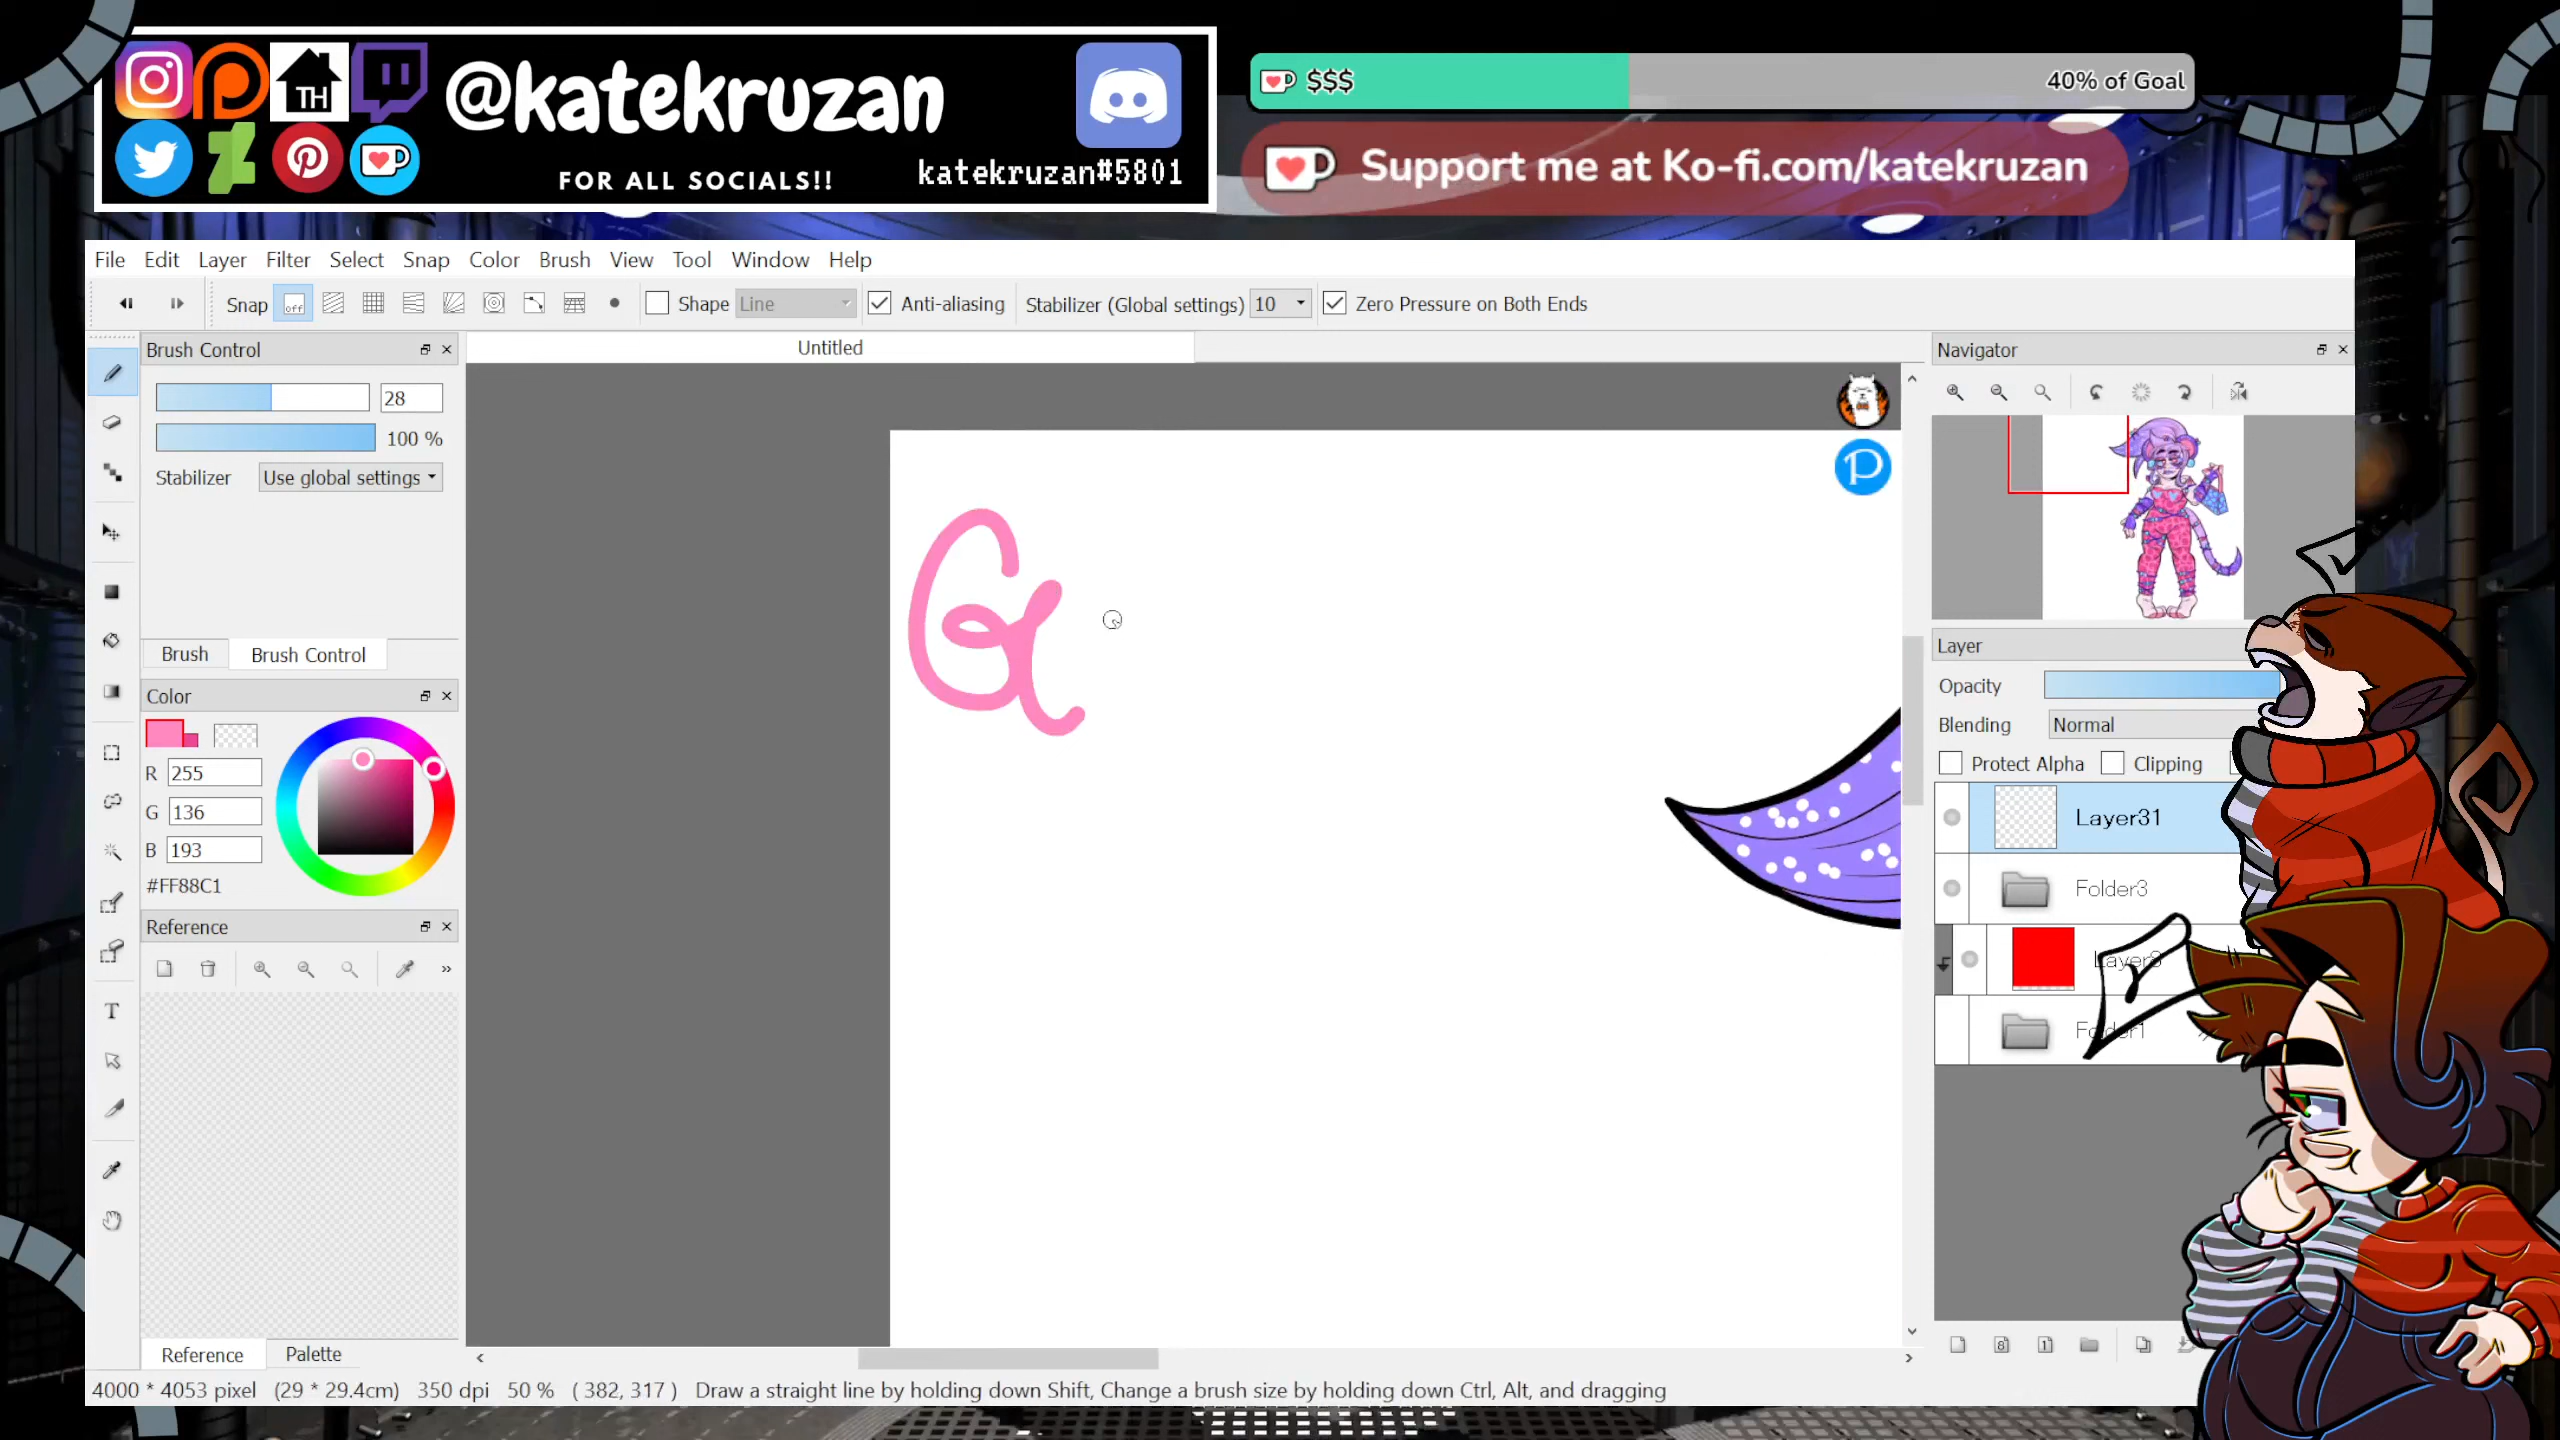 TH
@katekruzan
FOR ALL SOCIALS!!
katekruzan#5801
$$$
40% of Goal
Support me at Ko-fi.com/katekruzan
File Edit Layer Filter Select Snap Color Brush View Tool Window Help
Snap off Shape Line Anti-aliasing Stabilizer (Global settings) 10 Zero Pressure on Both Ends
Brush Control
28
100 %
Stabilizer Use global settings
Brush Brush Control
Color
R 255
G 136
B 193
#FF88C1
Reference
Reference Palette
Untitled
G
Navigator
Layer
Opacity
Blending Normal
Protect Alpha Clipping
Layer31
Folder3
Layer8
Folder1
4000 * 4053 pixel (29 * 29.4cm) 350 dpi 50 % ( 382, 317 ) Draw a straight line by holding down Shift, Change a brush size by holding down Ctrl, Alt, and dragging